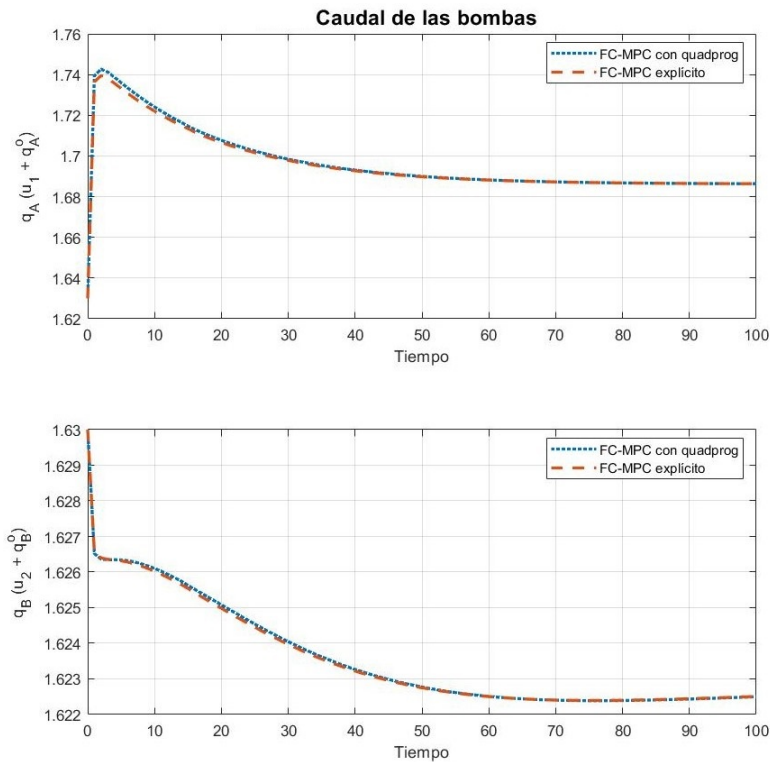 Caudal de las bombas
1.76
1.74
1.72
1.7
1.68
1.66
1.64
1.62
q_A (u_1 + q_A^o)
FC-MPC con quadprog
FC-MPC explícito
0 10 20 30 40 50 60 70 80 90 100
Tiempo
1.63
1.629
1.628
1.627
1.626
1.625
1.624
1.623
1.622
q_B (u_2 + q_B^o)
FC-MPC con quadprog
FC-MPC explícito
0 10 20 30 40 50 60 70 80 90 100
Tiempo